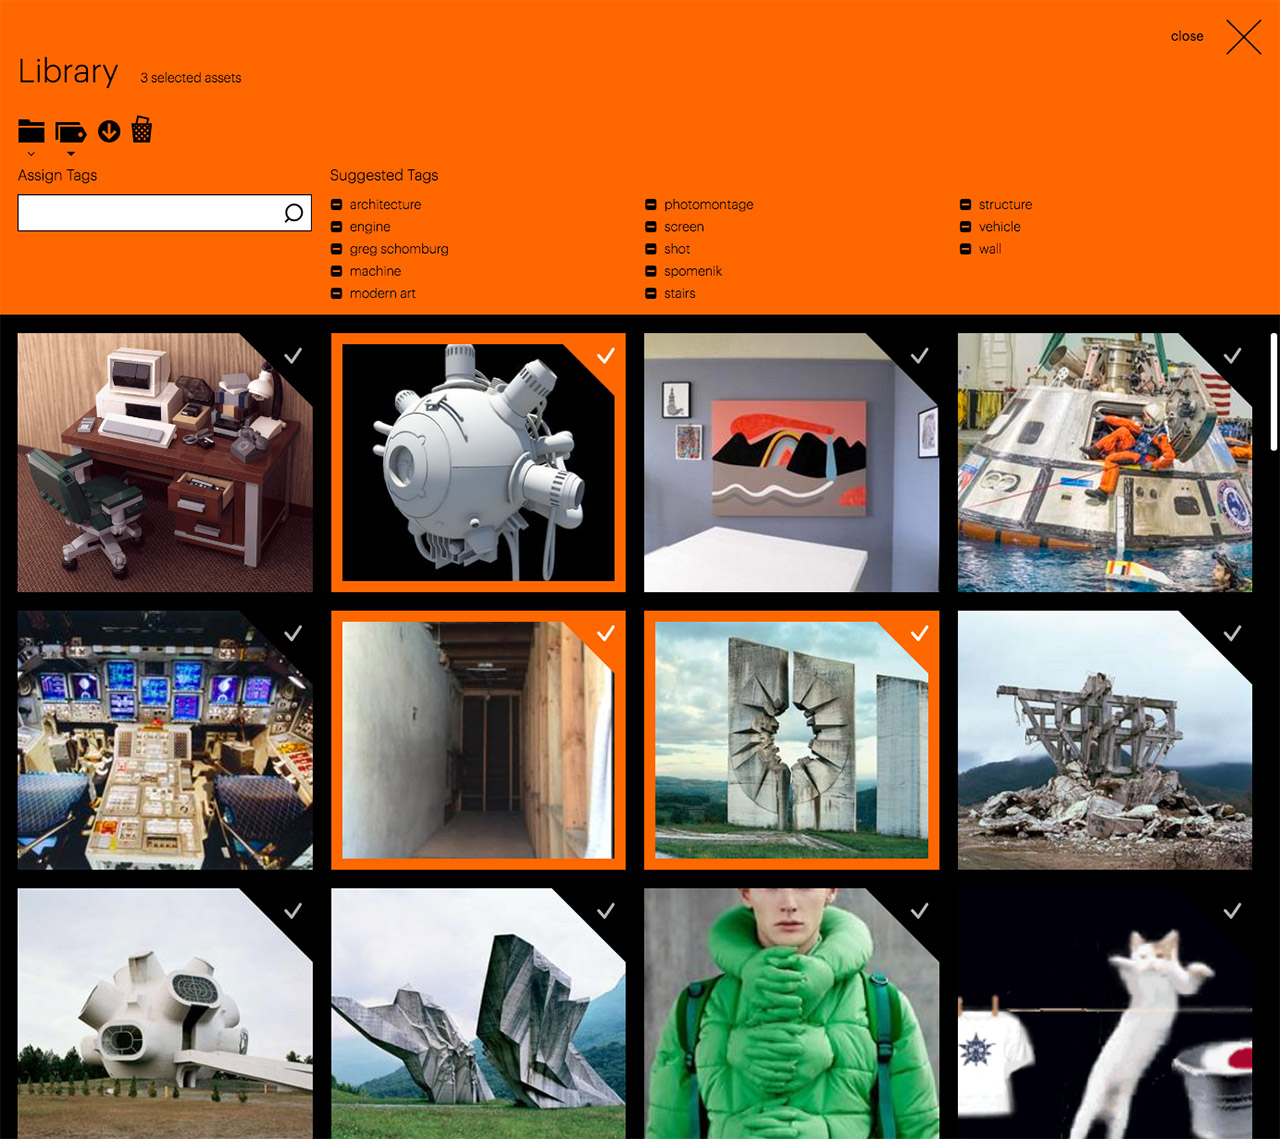 close
Library 3 selected assets
Assign Tags
Suggested Tags
architecture
engine
greg schomburg
machine
modern art
photomontage
screen
shot
spomenik
stairs
structure
vehicle
wall